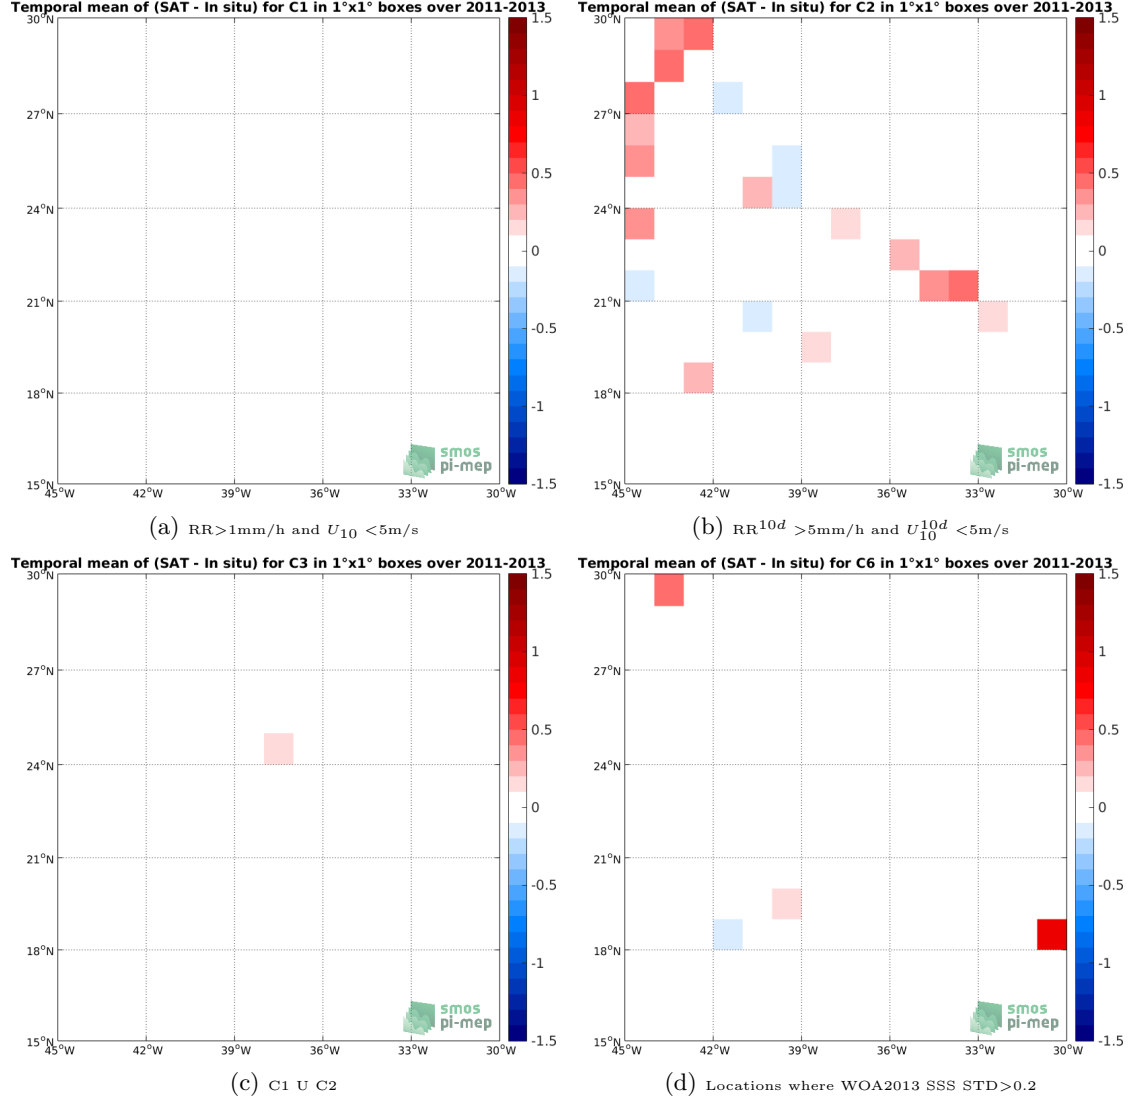 Temporal mean of (SAT - In situ) for C1 in 1°x1° boxes over 2011-2013
30°N
27°N
24°N
21°N
18°N
15°N
45°W 42°W 39°W 36°W 33°W 30°W
1.5
1
0.5
0
-0.5
-1
-1.5
smos
pi-mep
(a) RR>1mm/h and U10 <5m/s
Temporal mean of (SAT - In situ) for C2 in 1°x1° boxes over 2011-2013
30°N
27°N
24°N
21°N
18°N
15°N
45°W 42°W 39°W 36°W 33°W 30°W
1.5
1
0.5
0
-0.5
-1
-1.5
smos
pi-mep
(b) RR^10d >5mm/h and U10^10d <5m/s
Temporal mean of (SAT - In situ) for C3 in 1°x1° boxes over 2011-2013
30°N
27°N
24°N
21°N
18°N
15°N
45°W 42°W 39°W 36°W 33°W 30°W
1.5
1
0.5
0
-0.5
-1
-1.5
smos
pi-mep
(c) C1 U C2
Temporal mean of (SAT - In situ) for C6 in 1°x1° boxes over 2011-2013
30°N
27°N
24°N
21°N
18°N
15°N
45°W 42°W 39°W 36°W 33°W 30°W
1.5
1
0.5
0
-0.5
-1
-1.5
smos
pi-mep
(d) Locations where WOA2013 SSS STD>0.2